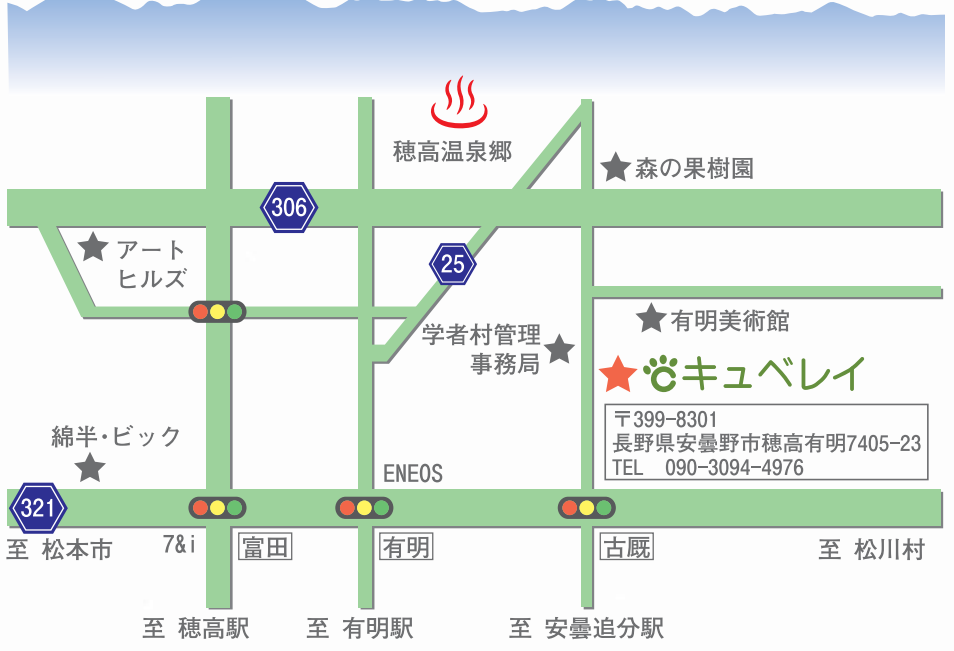 穂高温泉郷
森の果樹園
306
アート
ヒルズ
25
有明美術館
学者村管理
事務局
キュベレイ
〒399-8301
長野県安曇野市穂高有明7405-23
TEL 090-3094-4976
綿半・ビック
ENEOS
321
至 松本市
7&i
富田
有明
古厩
至 松川村
至 穂高駅
至 有明駅
至 安曇追分駅